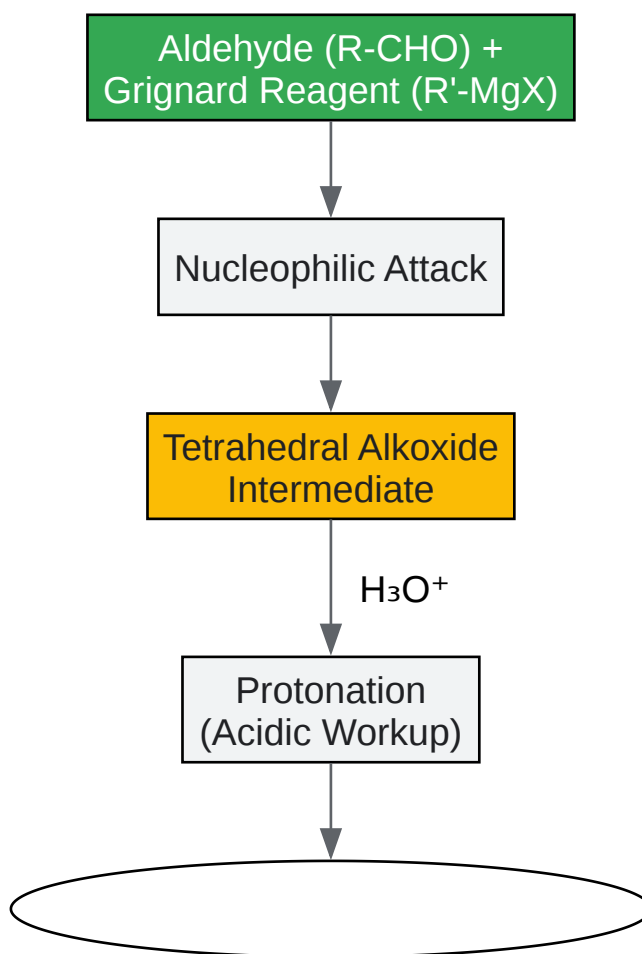 Aldehyde (R-CHO) +
Grignard Reagent (R'-MgX)
Nucleophilic Attack
Tetrahedral Alkoxide
Intermediate
H₃O⁺
Protonation
(Acidic Workup)